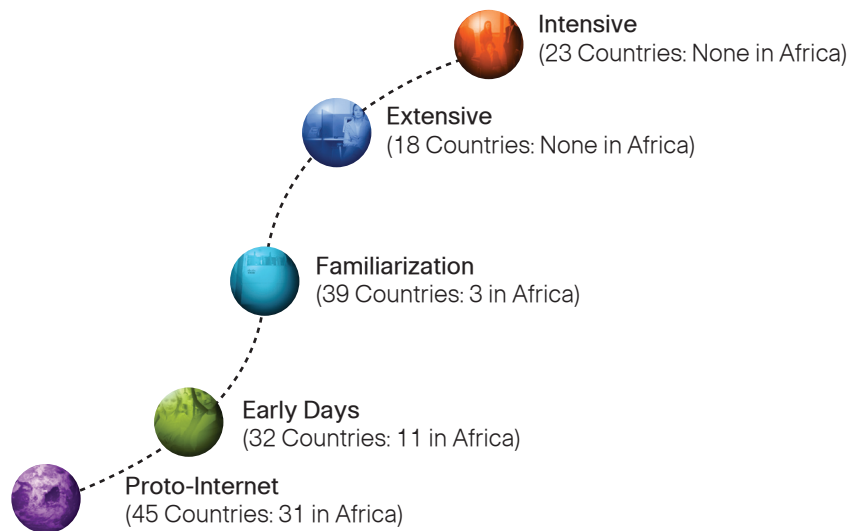 Intensive
(23 Countries: None in Africa)
Extensive
(18 Countries: None in Africa)
Familiarization
(39 Countries: 3 in Africa)
Early Days
(32 Countries: 11 in Africa)
Proto-Internet
(45 Countries: 31 in Africa)